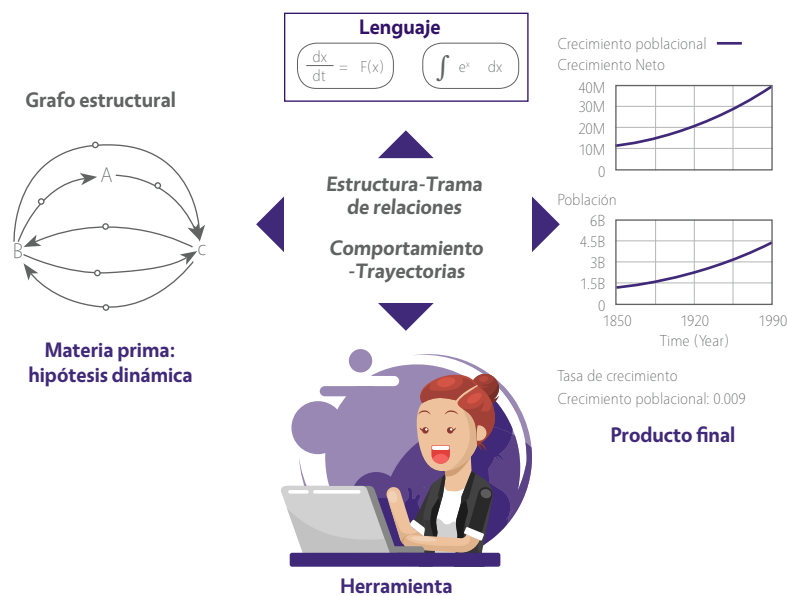 Lenguaje
dx
dt
= F(x)
∫ eˣ dx
Grafo estructural
A
B
C
Materia prima:
hipótesis dinámica
Estructura-Trama
de relaciones
Comportamiento
-Trayectorias
Crecimiento poblacional
Crecimiento Neto
40M
30M
20M
10M
0
Población
6B
4.5B
3B
1.5B
0
1850 1920 1990
Time (Year)
Tasa de crecimiento
Crecimiento poblacional: 0.009
Producto final
Herramienta